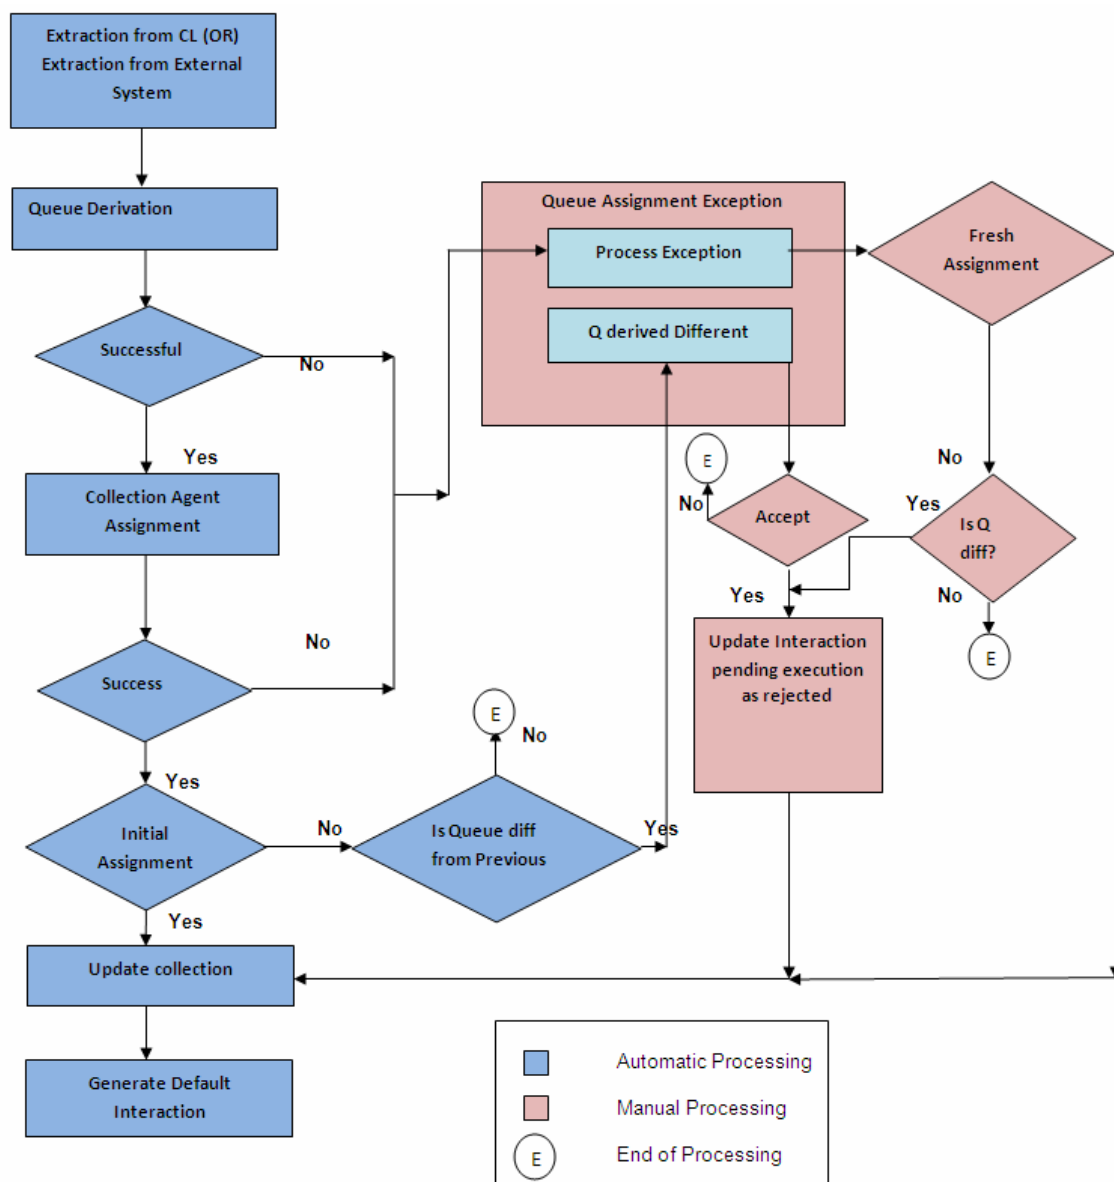 Extraction from CL (OR)
Extraction from External
System
Queue Derivation
Successful
No
Yes
Collection Agent
Assignment
No
Success
Yes
Initial
Assignment
No
Yes
Update collection
Generate Default
Interaction
Is Queue diff
from Previous
E
No
Yes
Queue Assignment Exception
Process Exception
Q derived Different
Fresh
Assignment
No
E
No
Accept
Yes
Yes
Is Q
diff?
No
E
Update Interaction
pending execution
as rejected
Automatic Processing
Manual Processing
E
End of Processing